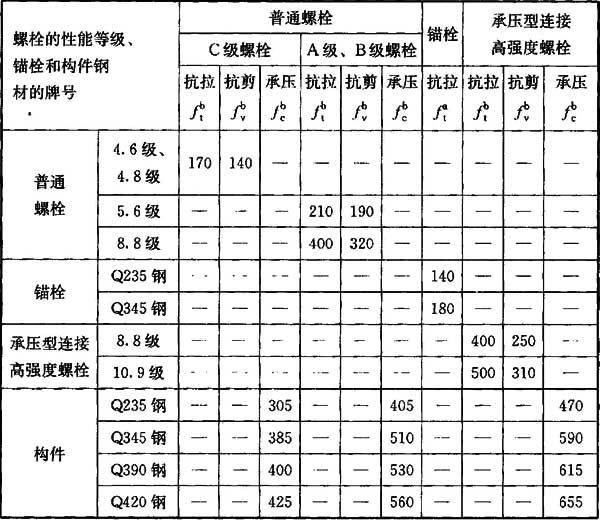 螺栓的性能等级、
锚栓和构件钢
材的牌号
普通螺栓
锚栓
承压型连接
高强度螺栓
C级螺栓
A级、B级螺栓
抗拉 抗剪 承压 抗拉 抗剪 承压 抗拉 抗拉 抗剪 承压
f_t^b f_v^b f_c^b f_t^b f_v^b f_c^b f_t^a f_t^b f_v^b f_c^b
普通
螺栓
4.6级、
4.8级
170 140 — — — — — — — —
5.6级 — — — 210 190 — — — — —
8.8级 — — — 400 320 — — — — —
锚栓
Q235钢 — — — — — — 140 — — —
Q345钢 — — — — — — 180 — — —
承压型连接
高强度螺栓
8.8级 — — — — — — — 400 250 —
10.9级 — — — — — — — 500 310 —
构件
Q235钢 — — 305 — — 405 — — — 470
Q345钢 — — 385 — — 510 — — — 590
Q390钢 — — 400 — — 530 — — — 615
Q420钢 — — 425 — — 560 — — — 655